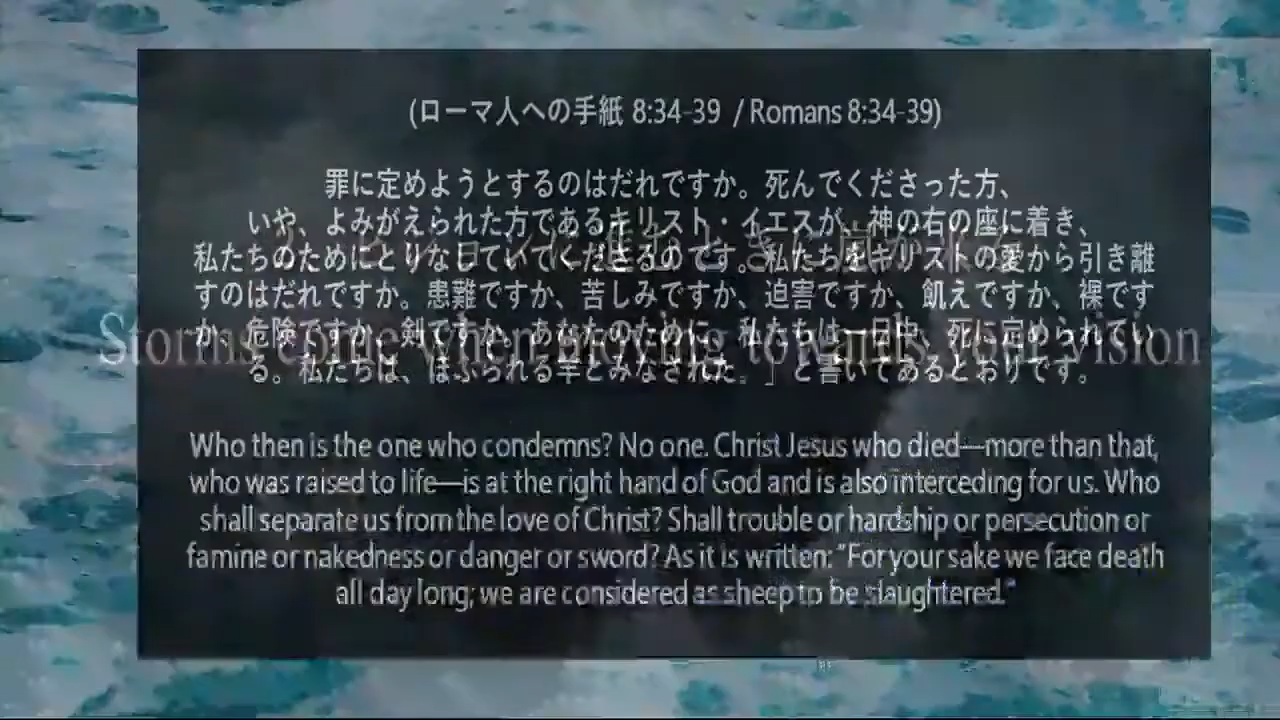 (ローマ人への手紙 8:34-39 / Romans 8:34-39)
罪に定めようとするのはだれですか。死んでくださった方、
いや、よみがえられた方であるキリスト・イエスが、神の右の座に着き、
私たちのためにとりなしていてくださるのです。私たちをキリストの愛から引き離
すのはだれですか。患難ですか、苦しみですか、迫害ですか、飢えですか、裸です
か、危険ですか、剣ですか。あなたのために、私たちは一日中、死に定められてい
る。私たちは、ほふられる羊とみなされた。」と書いてあるとおりです。
Storms come when moving towards your vision
Who then is the one who condemns? No one. Christ Jesus who died—more than that,
who was raised to life—is at the right hand of God and is also interceding for us. Who
shall separate us from the love of Christ? Shall trouble or hardship or persecution or
famine or nakedness or danger or sword? As it is written: "For your sake we face death
all day long; we are considered as sheep to be slaughtered."